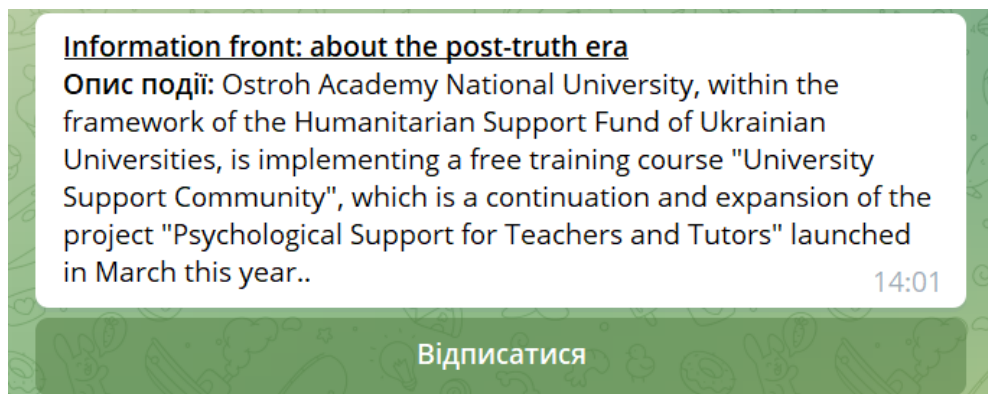 Information front: about the post-truth era
Опис події: Ostroh Academy National University, within the
framework of the Humanitarian Support Fund of Ukrainian
Universities, is implementing a free training course "University
Support Community", which is a continuation and expansion of the
project "Psychological Support for Teachers and Tutors" launched
in March this year..
14:01
Відписатися